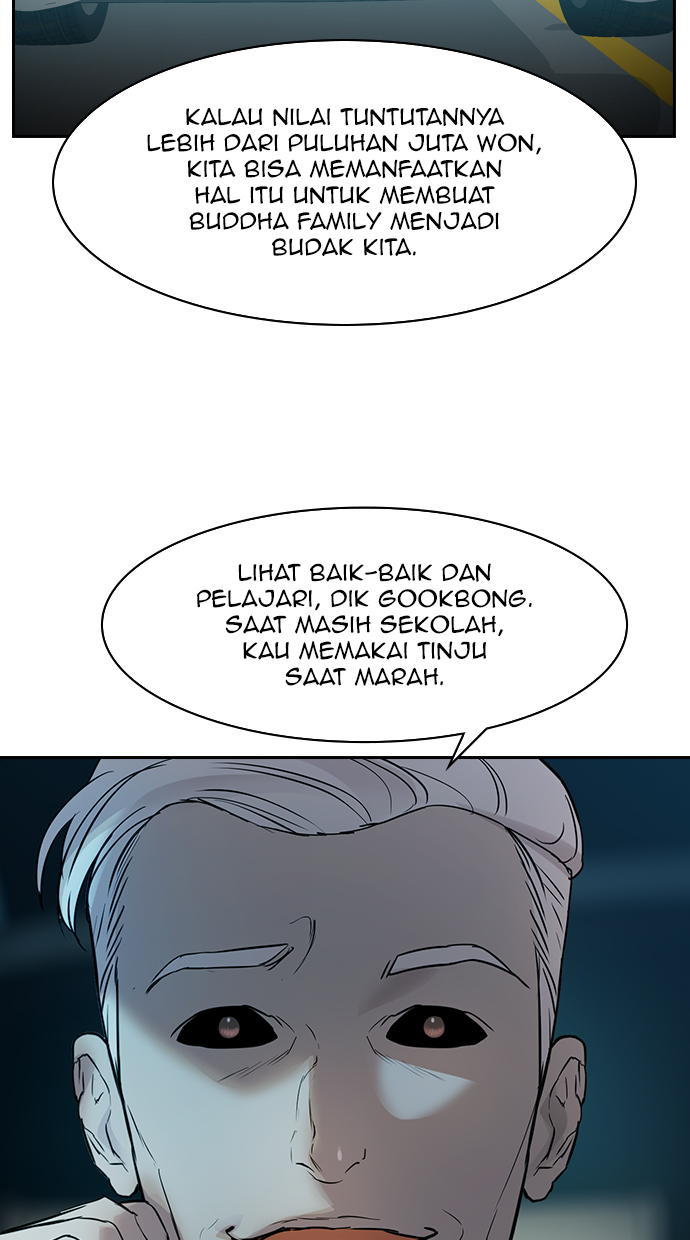 KALAU NILAI TUNTUTANNYA
LEBIH DARI PULUHAN JUTA WON,
KITA BISA MEMANFAATKAN
HAL ITU UNTUK MEMBUAT
BUDDHA FAMILY MENJADI
BUDAK KITA.
LIHAT BAIK-BAIK DAN
PELAJARI, DIK GOOKBONG.
SAAT MASIH SEKOLAH,
KAU MEMAKAI TINJU
SAAT MARAH.